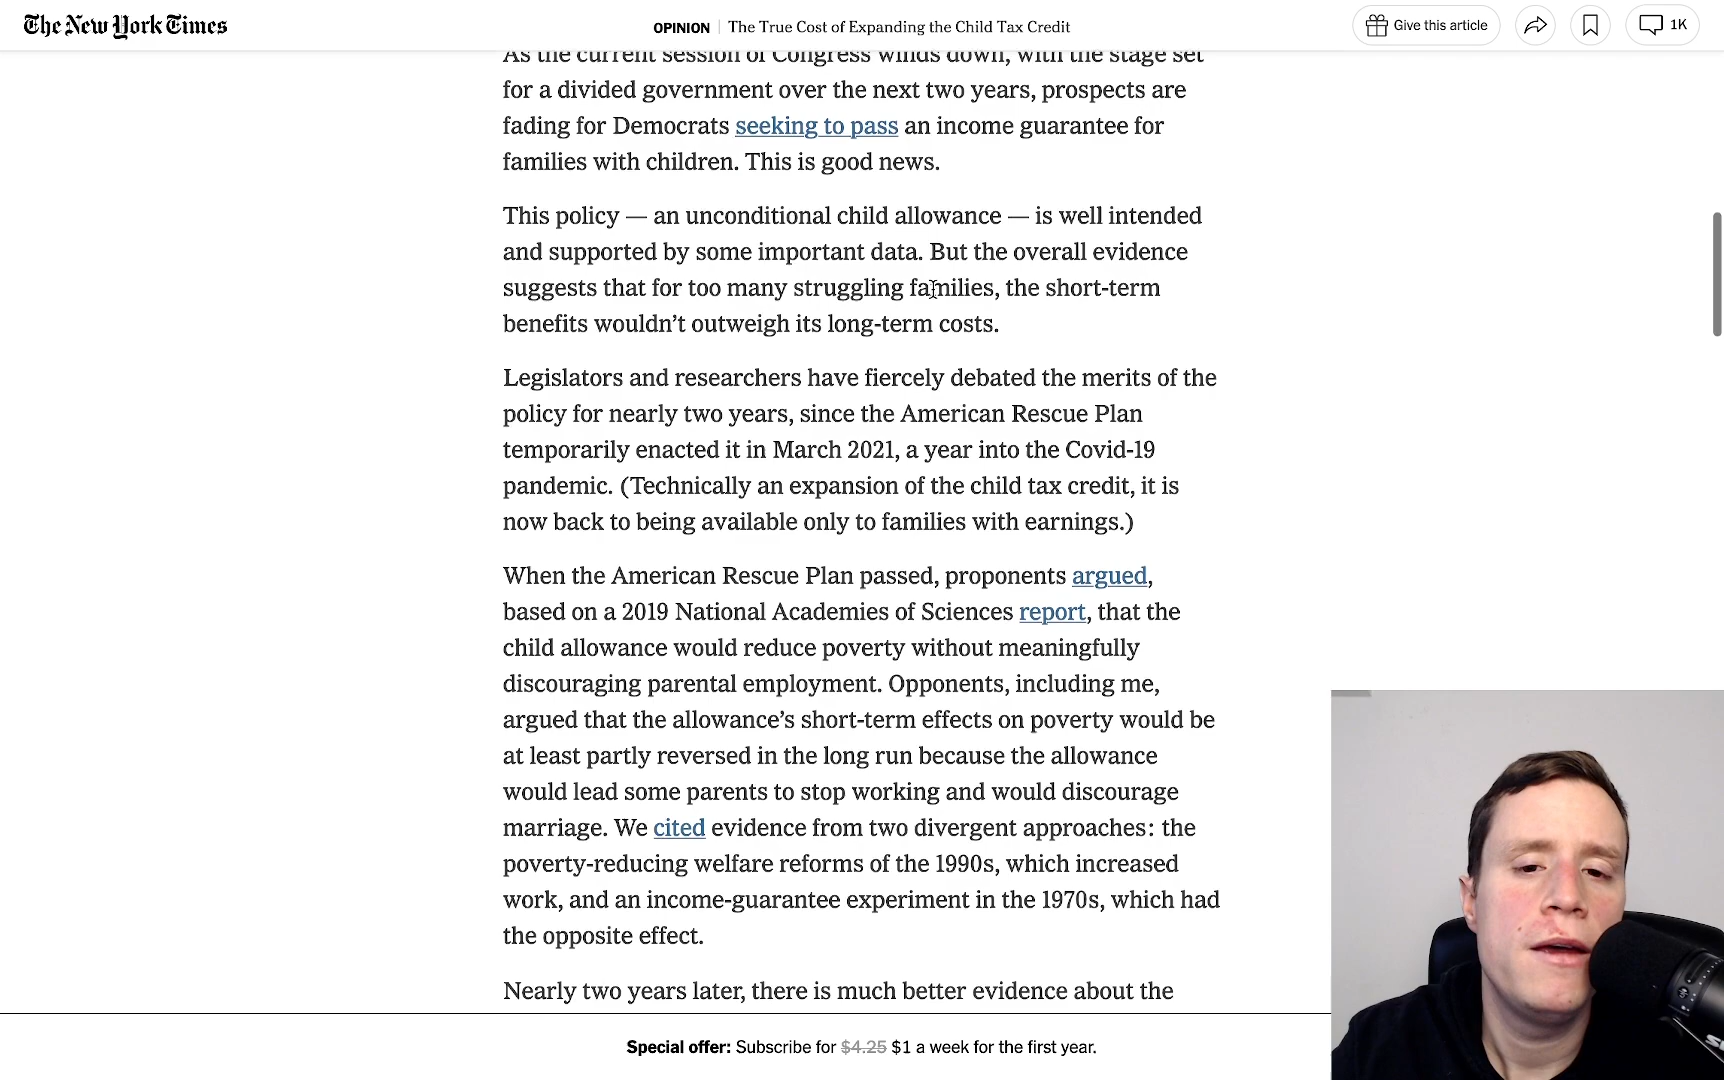 The New York Times
OPINION | The True Cost of Expanding the Child Tax Credit
Give this article
1K
As the current session of Congress winds down, with the stage set
for a divided government over the next two years, prospects are
fading for Democrats seeking to pass an income guarantee for
families with children. This is good news.
This policy — an unconditional child allowance — is well intended
and supported by some important data. But the overall evidence
suggests that for too many struggling families, the short-term
benefits wouldn’t outweigh its long-term costs.
Legislators and researchers have fiercely debated the merits of the
policy for nearly two years, since the American Rescue Plan
temporarily enacted it in March 2021, a year into the Covid-19
pandemic. (Technically an expansion of the child tax credit, it is
now back to being available only to families with earnings.)
When the American Rescue Plan passed, proponents argued,
based on a 2019 National Academies of Sciences report, that the
child allowance would reduce poverty without meaningfully
discouraging parental employment. Opponents, including me,
argued that the allowance’s short-term effects on poverty would be
at least partly reversed in the long run because the allowance
would lead some parents to stop working and would discourage
marriage. We cited evidence from two divergent approaches: the
poverty-reducing welfare reforms of the 1990s, which increased
work, and an income-guarantee experiment in the 1970s, which had
the opposite effect.
Nearly two years later, there is much better evidence about the
Special offer: Subscribe for $4.25 $1 a week for the first year.